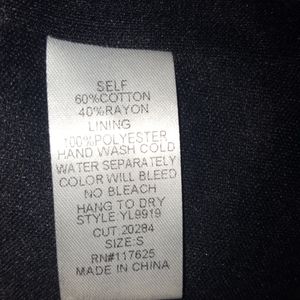 SELF
60%COTTON
40%RAYON
LINING
100%POLYESTER
HAND WASH COLD
WATER SEPARATELY
COLOR WILL BLEED
NO BLEACH
HANG TO DRY
STYLE:YL9919
CUT:20284
SIZE:S
RN#117625
MADE IN CHINA